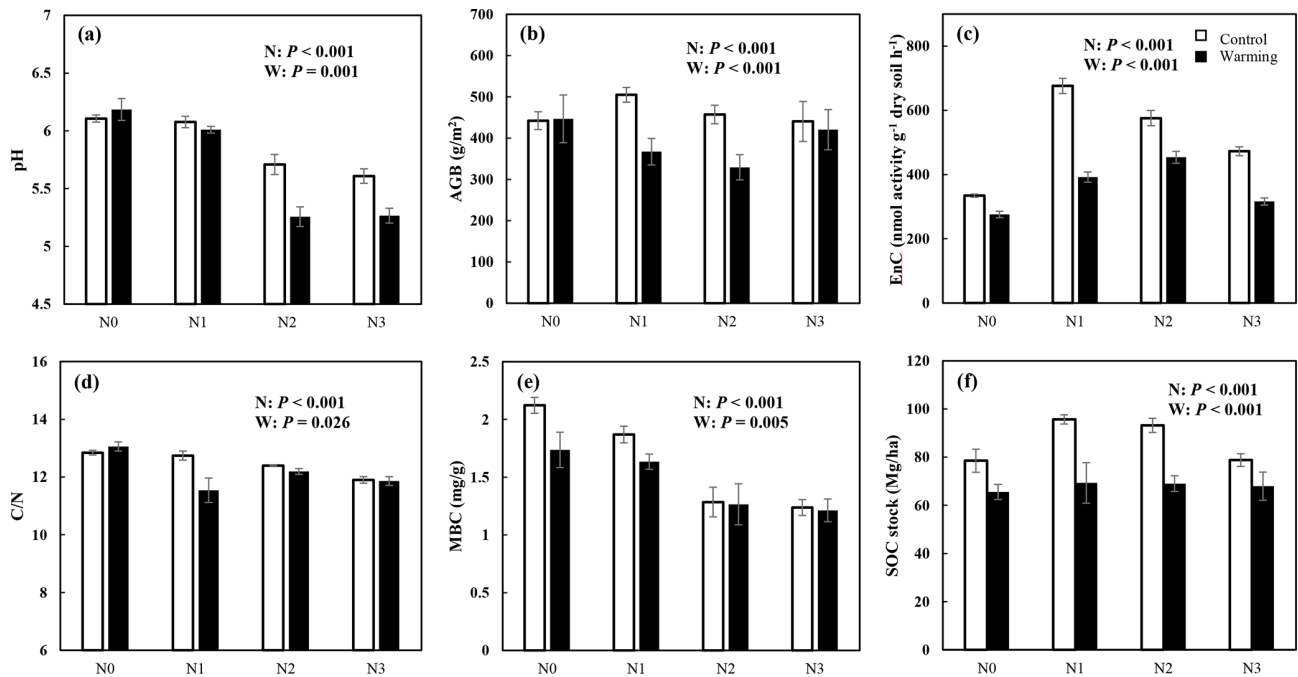 (a)
N: P < 0.001
W: P = 0.001
pH
7
6.5
6
5.5
5
4.5
N0 N1 N2 N3
(b)
N: P < 0.001
W: P < 0.001
AGB (g/m²)
700
600
500
400
300
200
100
0
N0 N1 N2 N3
(c)
N: P < 0.001
W: P < 0.001
Control
Warming
EnC (nmol activity g⁻¹ dry soil h⁻¹)
800
600
400
200
0
N0 N1 N2 N3
(d)
N: P < 0.001
W: P = 0.026
C/N
16
14
12
10
8
6
N0 N1 N2 N3
(e)
N: P < 0.001
W: P = 0.005
MBC (mg/g)
2.5
2
1.5
1
0.5
0
N0 N1 N2 N3
(f)
N: P < 0.001
W: P < 0.001
SOC stock (Mg/ha)
120
100
80
60
40
20
0
N0 N1 N2 N3